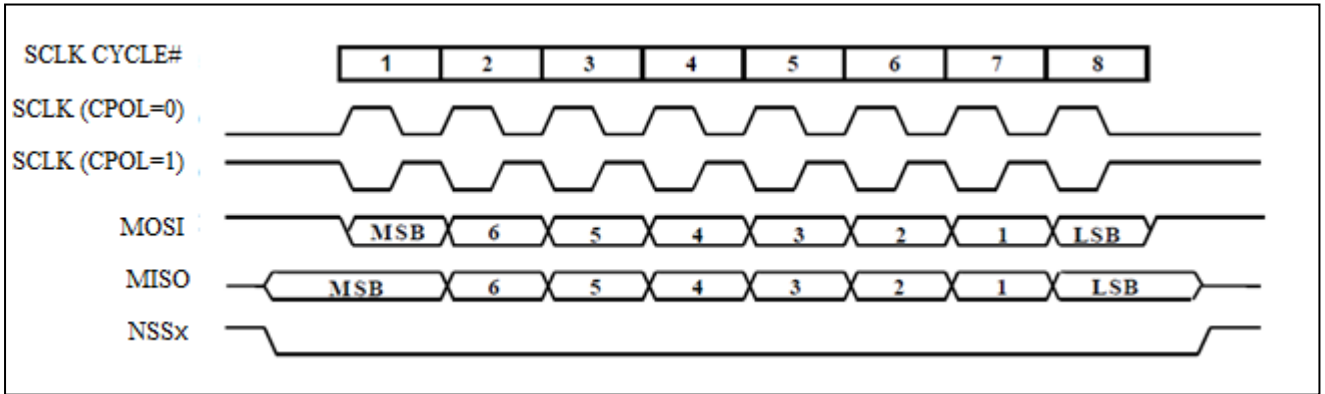 SCLK CYCLE# 1 2 3 4 5 6 7 8
SCLK (CPOL=0)
SCLK (CPOL=1)
MOSI MSB 6 5 4 3 2 1 LSB
MISO MSB 6 5 4 3 2 1 LSB
NSSx